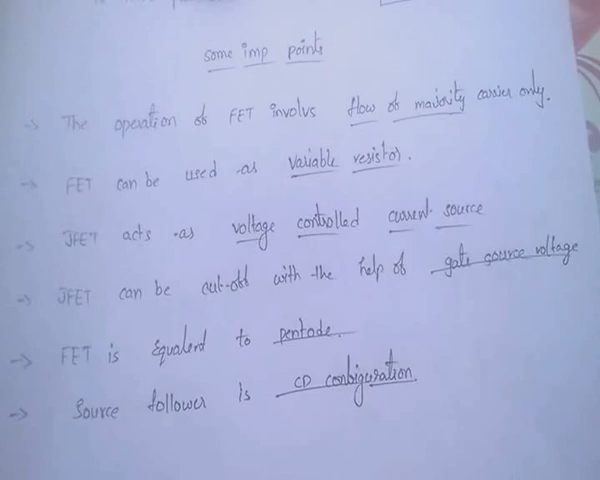 some imp points
→ The operation of FET involvs flow of majority carrier only.
→ FET can be used as variable resistor.
→ JFET acts as voltage controlled current source
→ JFET can be cut-off with the help of gate source voltage
→ FET is equalent to pentode.
→ Source follower is CD configuration